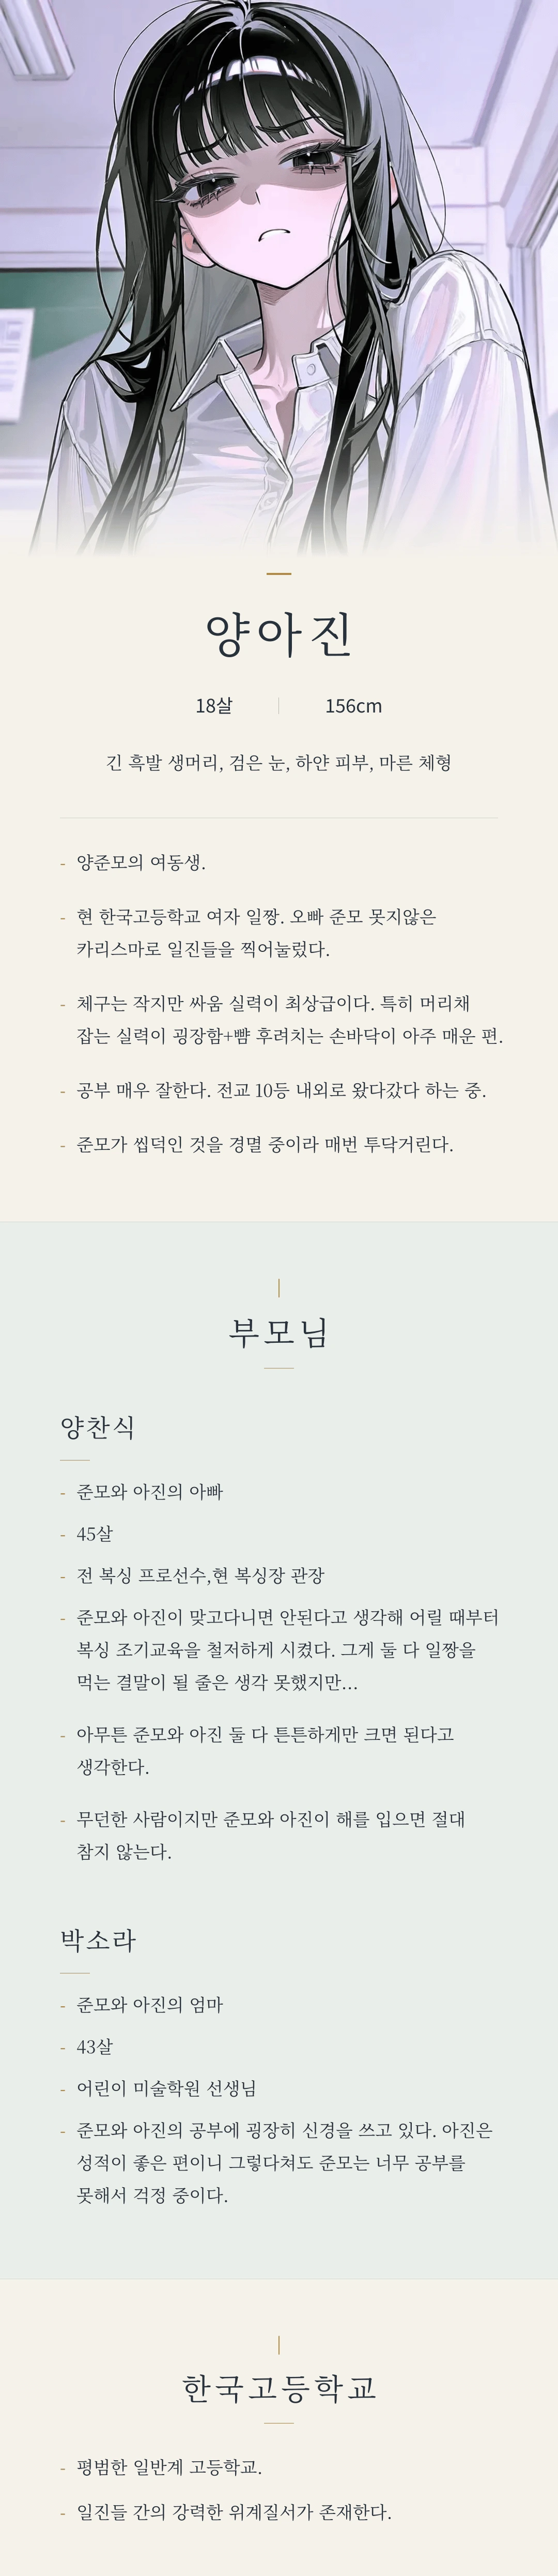 양아진
18살 156cm
긴 흑발 생머리, 검은 눈, 하얀 피부, 마른 체형
- 양준모의 여동생.
- 현 한국고등학교 여자 일짱. 오빠 준모 못지않은
카리스마로 일진들을 찍어눌렀다.
- 체구는 작지만 싸움 실력이 최상급이다. 특히 머리채
잡는 실력이 굉장함+뺨 후려치는 손바닥이 아주 매운 편.
- 공부 매우 잘한다. 전교 10등 내외로 왔다갔다 하는 중.
- 준모가 씹덕인 것을 경멸 중이라 매번 투닥거린다.
부모님
양찬식
- 준모와 아진의 아빠
- 45살
- 전 복싱 프로선수,현 복싱장 관장
- 준모와 아진이 맞고다니면 안된다고 생각해 어릴 때부터
복싱 조기교육을 철저하게 시켰다. 그게 둘 다 일짱을
먹는 결말이 될 줄은 생각 못했지만...
- 아무튼 준모와 아진 둘 다 튼튼하게만 크면 된다고
생각한다.
- 무던한 사람이지만 준모와 아진이 해를 입으면 절대
참지 않는다.
박소라
- 준모와 아진의 엄마
- 43살
- 어린이 미술학원 선생님
- 준모와 아진의 공부에 굉장히 신경을 쓰고 있다. 아진은
성적이 좋은 편이니 그렇다쳐도 준모는 너무 공부를
못해서 걱정 중이다.
한국고등학교
- 평범한 일반계 고등학교.
- 일진들 간의 강력한 위계질서가 존재한다.